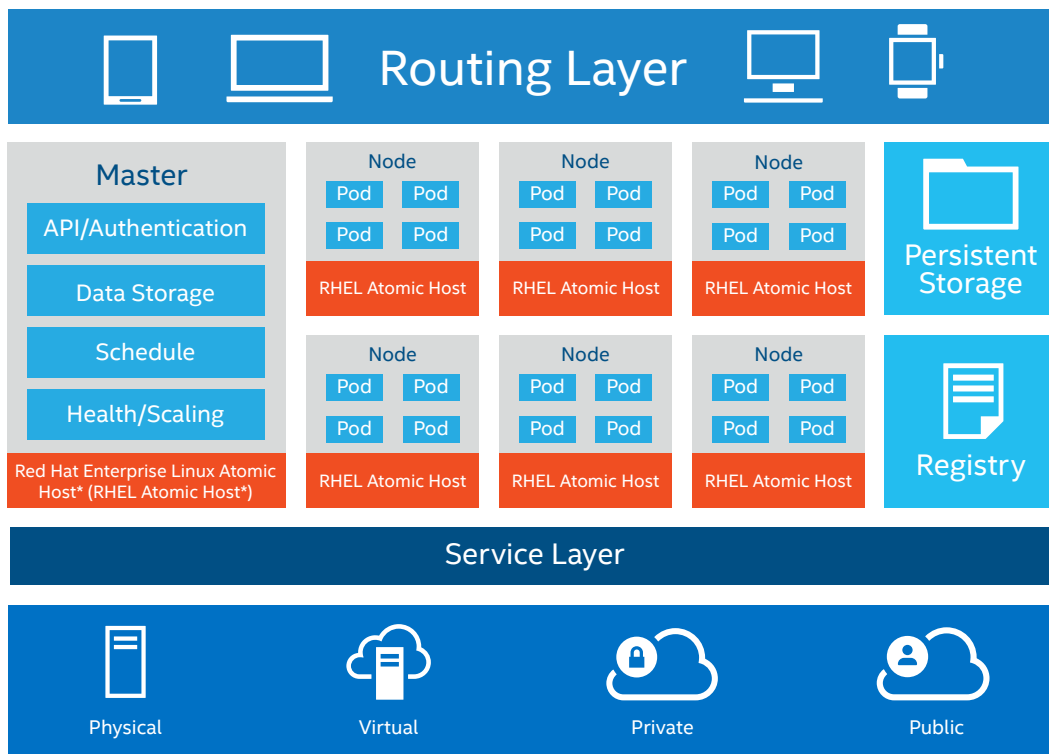 Routing Layer
Master
API/Authentication
Data Storage
Schedule
Health/Scaling
Red Hat Enterprise Linux Atomic
Host* (RHEL Atomic Host*)
Node
Pod Pod
Pod Pod
RHEL Atomic Host
Node
Pod Pod
Pod Pod
RHEL Atomic Host
Node
Pod Pod
Pod Pod
RHEL Atomic Host
Node
Pod Pod
Pod Pod
RHEL Atomic Host
Node
Pod Pod
Pod Pod
RHEL Atomic Host
Node
Pod Pod
Pod Pod
RHEL Atomic Host
Persistent
Storage
Registry
Service Layer
Physical
Virtual
Private
Public